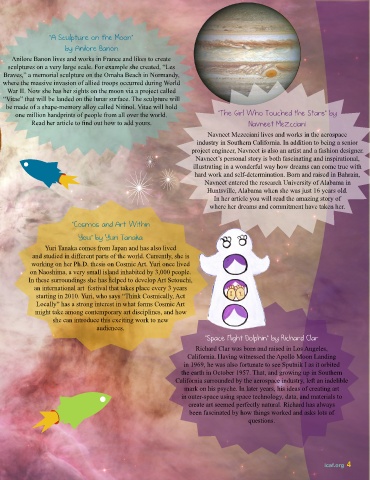 "A Sculpture on the Moon"
by Anilore Banon
Anilore Banon lives and works in France and likes to create
sculptures on a very large scale. For example she created, "Les
Braves," a memorial sculpture on the Omaha Beach in Normandy,
where the massive invasion of allied troops occurred during World
War II. Now she has her sights on the moon via a project called
"Vitae" that will be landed on the lunar surface. The sculpture will
be made of a shape-memory alloy called Nitinol. Vitae will hold
one million handprints of people from all over the world.
Read her article to find out how to add yours.
"The Girl Who Touched the Stars" by
Navneet Mezcciani
Navneet Mezcciani lives and works in the aerospace
industry in Southern California. In addition to being a senior
project engineer, Navneet is also an artist and a fashion designer.
Navneet's personal story is both fascinating and inspirational,
illustrating in a wonderful way how dreams can come true with
hard work and self-determination. Born and raised in Bahrain,
Navneet entered the research University of Alabama in
Huntsville, Alabama when she was just 16 years old.
In her article you will read the amazing story of
where her dreams and commitment have taken her.
"Cosmos and Art Within
You" by Yuri Tanaka
Yuri Tanaka comes from Japan and has also lived
and studied in different parts of the world. Currently, she is
working on her Ph.D. thesis on Cosmic Art. Yuri once lived
on Naoshima, a very small island inhabited by 3,000 people.
In these surroundings she has helped to develop Art Setouchi,
an international art festival that takes place every 3 years
starting in 2010. Yuri, who says "Think Cosmically, Act
Locally" has a strong interest in what forms Cosmic Art
might take among contemporary art disciplines, and how
she can introduce this exciting work to new
audiences.
"Space Flight Dolphin" by Richard Clar
Richard Clar was born and raised in Los Angeles,
California. Having witnessed the Apollo Moon Landing
in 1969, he was also fortunate to see Sputnik I as it orbited
the earth in October 1957. That, and growing up in Southern
California surrounded by the aerospace industry, left an indelible
mark on his psyche. In later years, his ideas of creating art
in outer-space using space technology, data, and materials to
create art seemed perfectly natural. Richard has always
been fascinated by how things worked and asks lots of
questions.
icaf.org 4